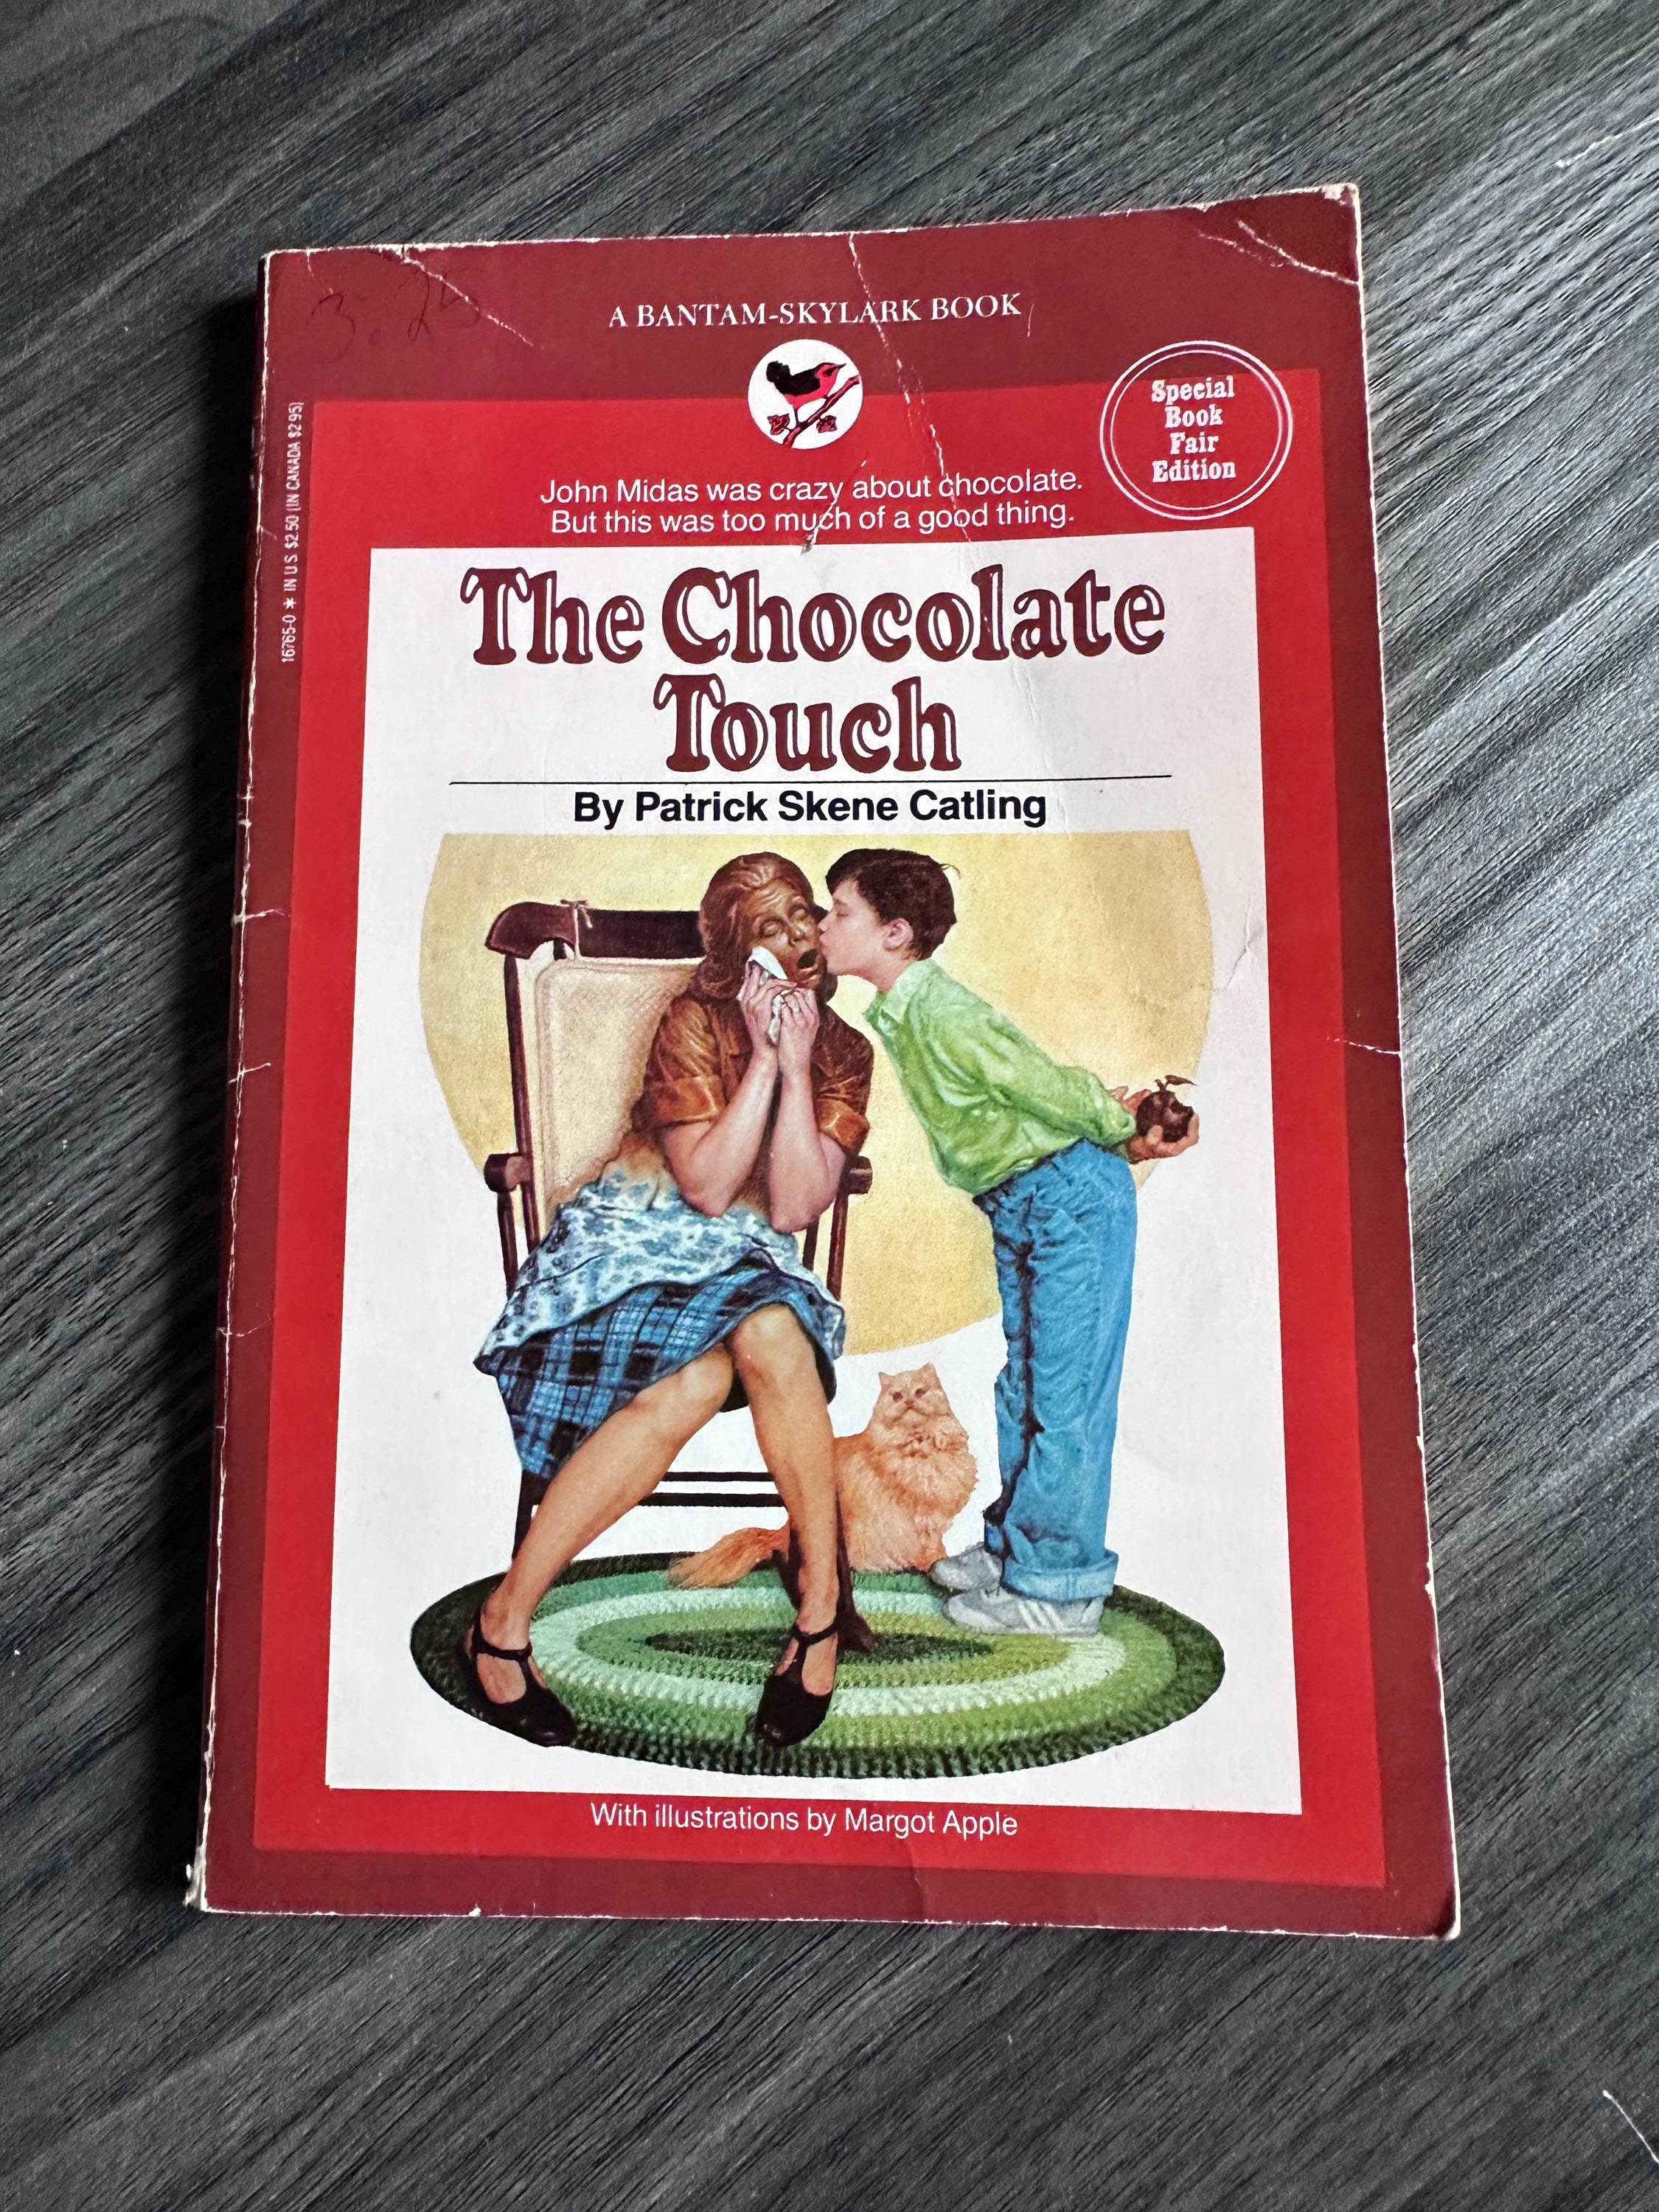 3.25
A BANTAM-SKYLARK BOOK
Special
Book
Fair
Edition
16765-0 * IN U.S. $2.50 (IN CANADA $2.95)
John Midas was crazy about chocolate.
But this was too much of a good thing.
The Chocolate
Touch
By Patrick Skene Catling
With illustrations by Margot Apple